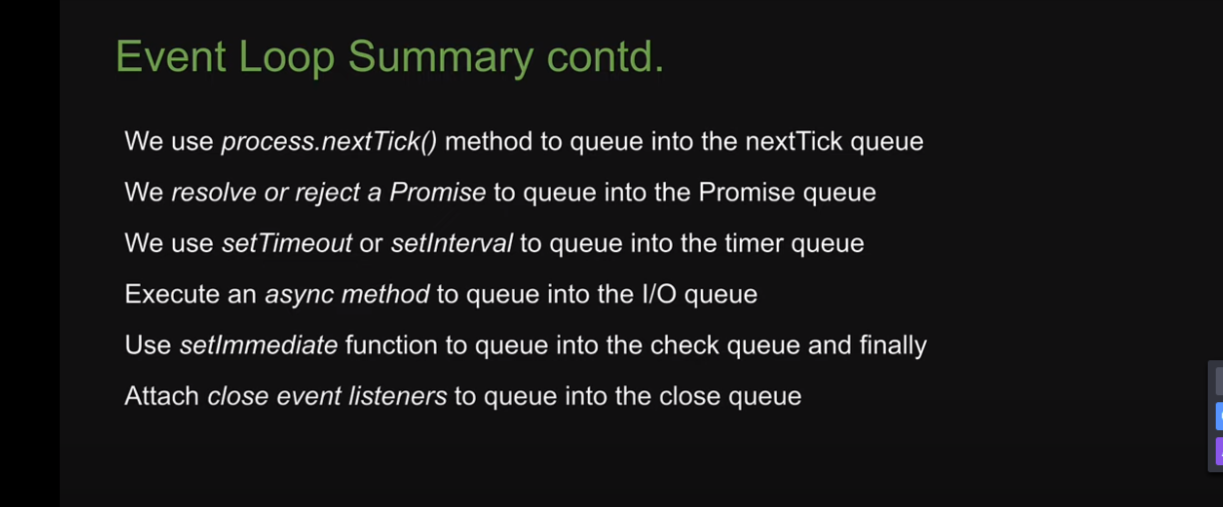 Event Loop Summary contd.
We use process.nextTick() method to queue into the nextTick queue
We resolve or reject a Promise to queue into the Promise queue
We use setTimeout or setInterval to queue into the timer queue
Execute an async method to queue into the I/O queue
Use setImmediate function to queue into the check queue and finally
Attach close event listeners to queue into the close queue